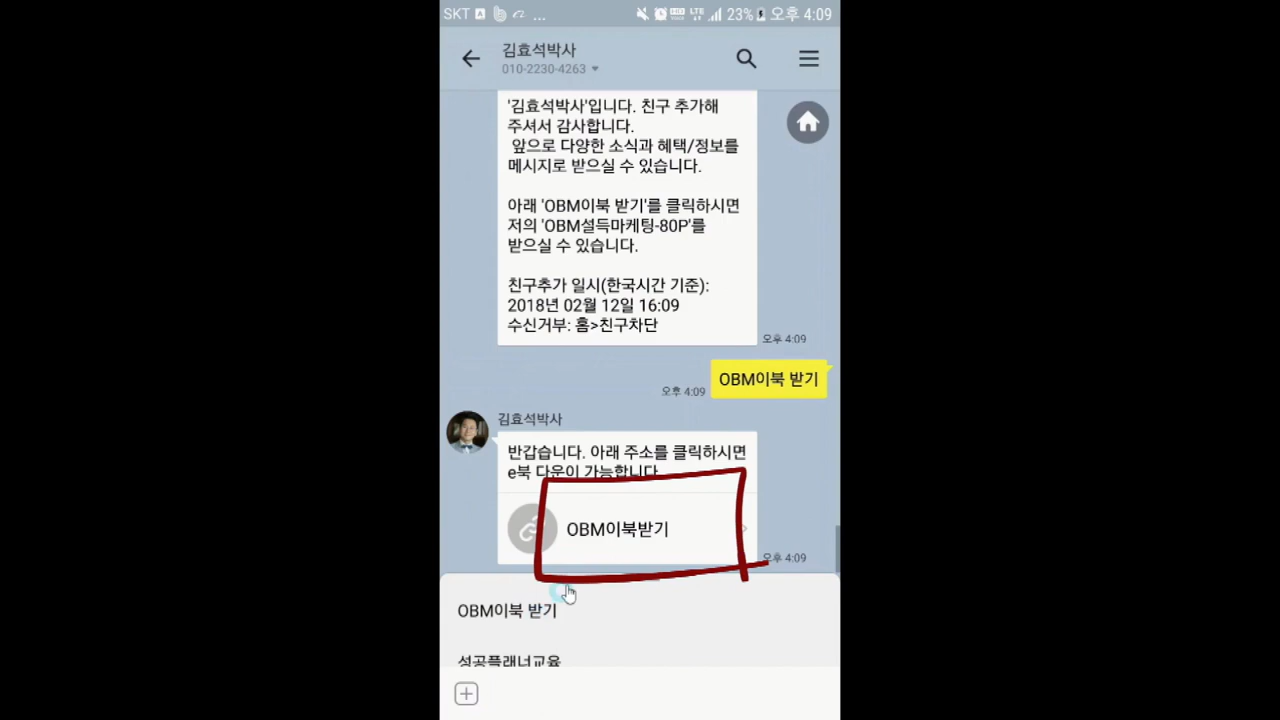 SKT ... LTE 23% 오후 4:09
김효석박사
010-2230-4263
'김효석박사'입니다. 친구 추가해
주셔서 감사합니다.
앞으로 다양한 소식과 혜택/정보를
메시지로 받으실 수 있습니다.
아래 'OBM이북 받기'를 클릭하시면
저의 'OBM설득마케팅-80P'를
받으실 수 있습니다.
친구추가 일시(한국시간 기준):
2018년 02월 12일 16:09
수신거부: 홈>친구차단
오후 4:09
OBM이북 받기
오후 4:09
김효석박사
반갑습니다. 아래 주소를 클릭하시면
e북 다운이 가능합니다
OBM이북받기
오후 4:09
OBM이북 받기
성공플래너교육